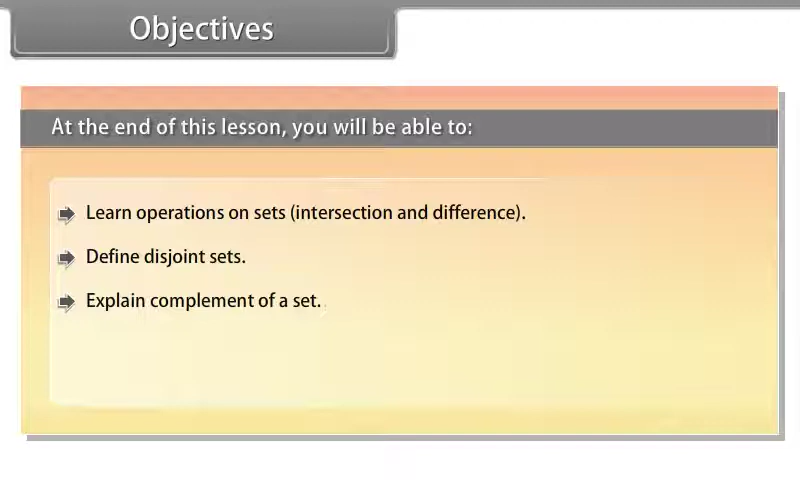 Objectives
At the end of this lesson, you will be able to:
Learn operations on sets (intersection and difference).
Define disjoint sets.
Explain complement of a set.